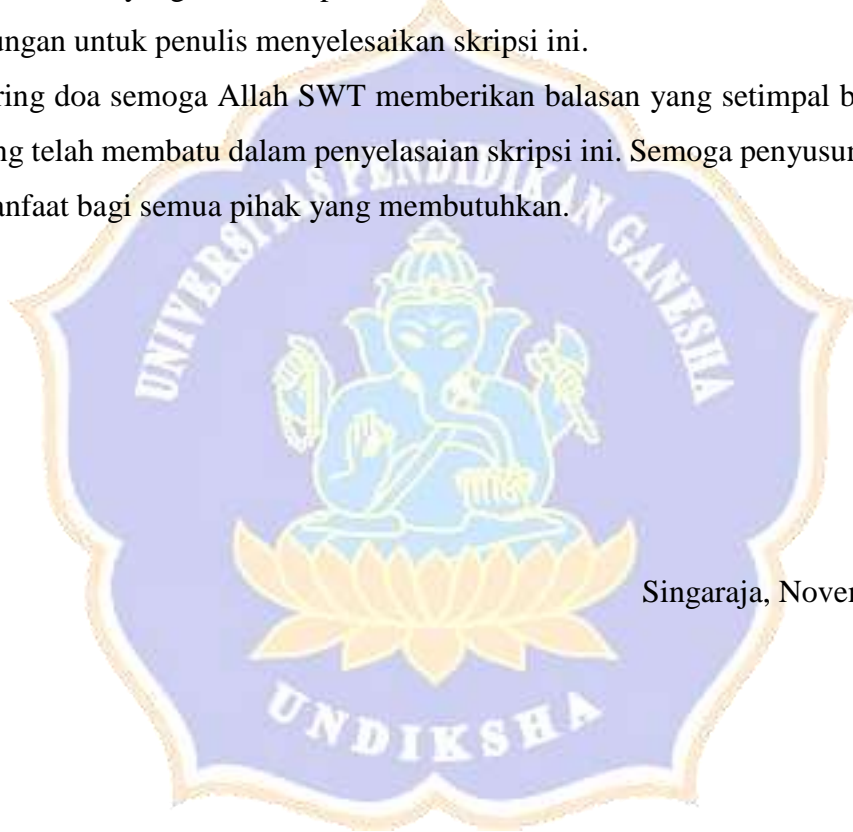 ungan untuk penulis menyelesaikan skripsi ini.
ring doa semoga Allah SWT memberikan balasan yang setimpal b
ng telah membatu dalam penyelasaian skripsi ini. Semoga penyusur
anfaat bagi semua pihak yang membutuhkan.
UNIVERSITAS PENDIDIKAN GANESHA
Singaraja, Nove
UNDIKSHA